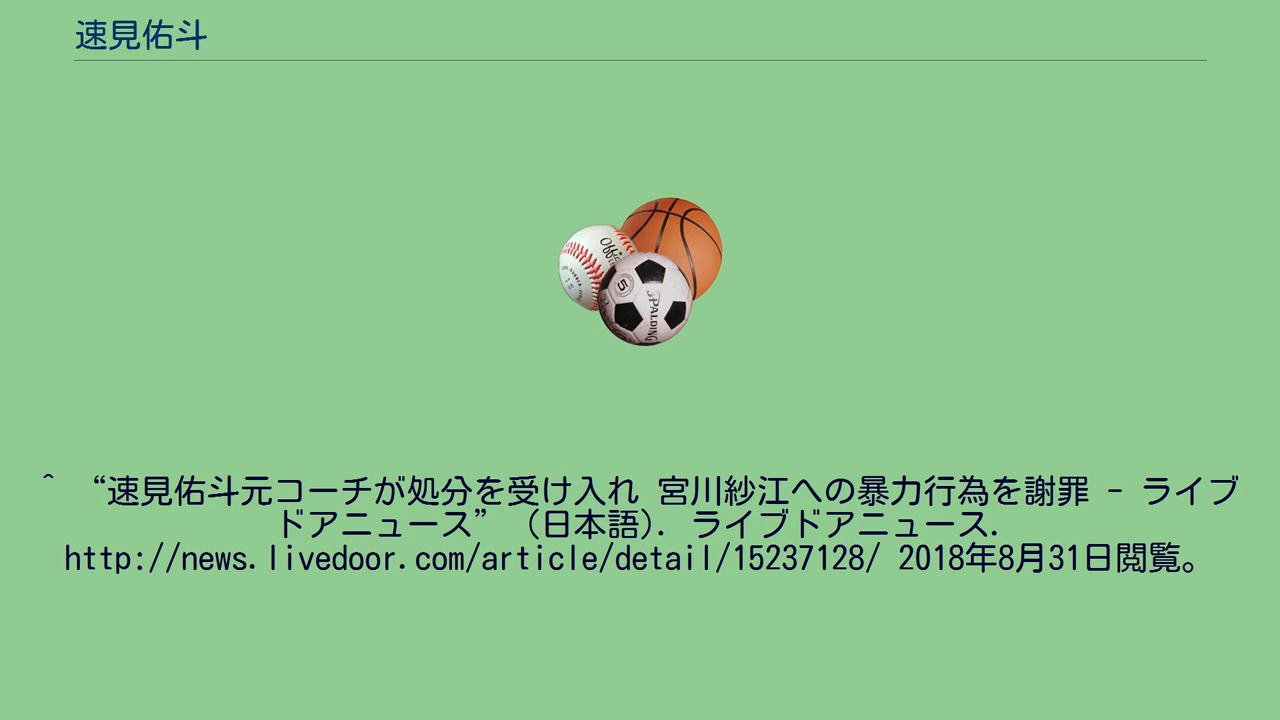 速見佑斗
Offic
5
SPALDING
^ “速見佑斗元コーチが処分を受け入れ 宮川紗江への暴力行為を謝罪 - ライブ
ドアニュース” (日本語). ライブドアニュース.
http://news.livedoor.com/article/detail/15237128/ 2018年8月31日閲覧。